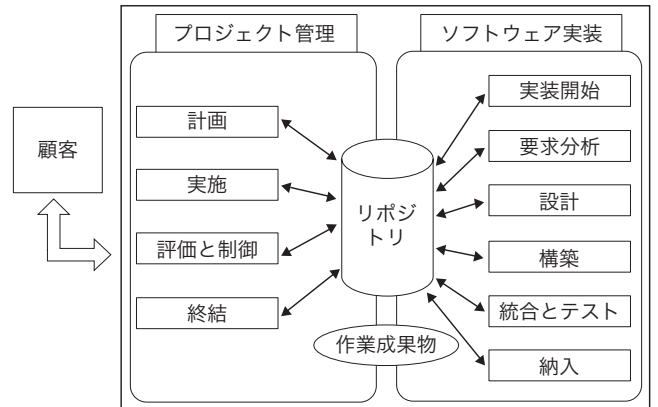 プロジェクト管理
ソフトウェア実装
顧客
計画
実施
評価と制御
終結
リポジ
トリ
作業成果物
実装開始
要求分析
設計
構築
統合とテスト
納入